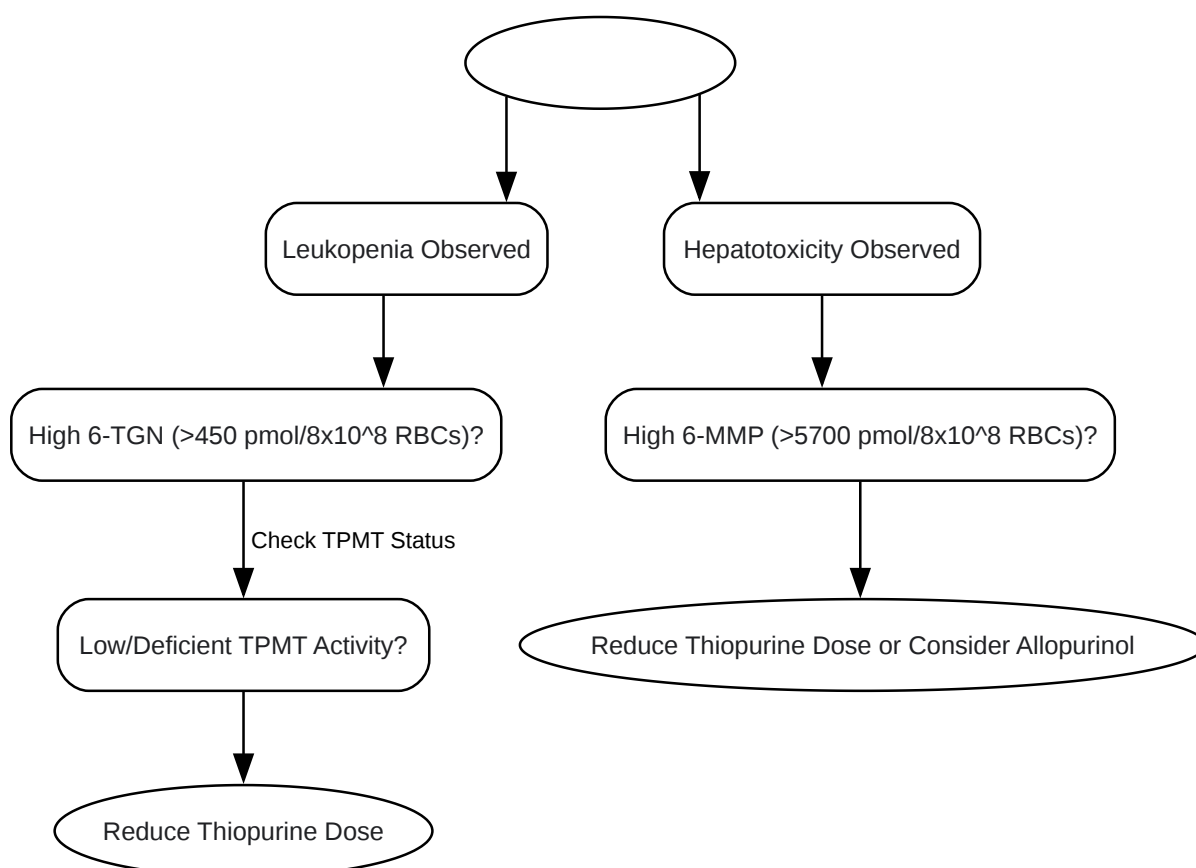 Leukopenia Observed
Hepatotoxicity Observed
High 6-TGN (>450 pmol/8x10^8 RBCs)?
High 6-MMP (>5700 pmol/8x10^8 RBCs)?
Check TPMT Status
Low/Deficient TPMT Activity?
Reduce Thiopurine Dose or Consider Allopurinol
Reduce Thiopurine Dose